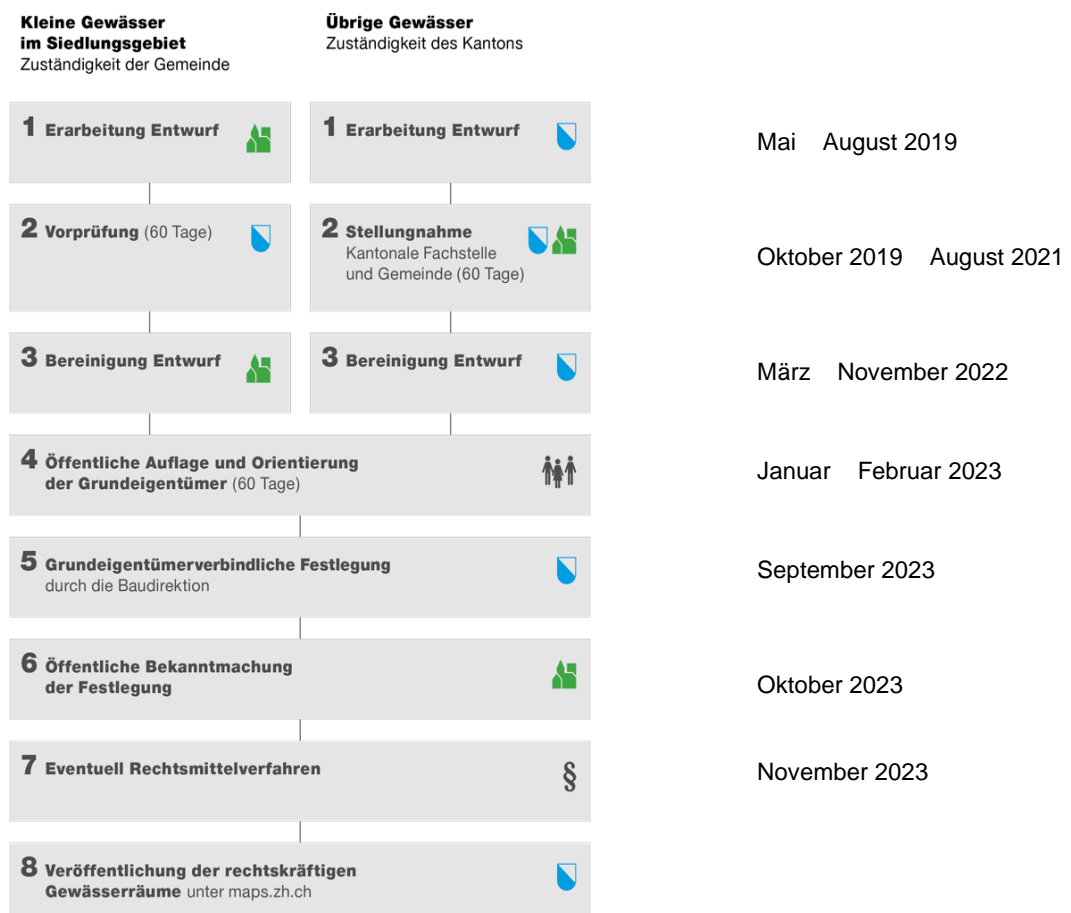 Kleine Gewässer
im Siedlungsgebiet
Zuständigkeit der Gemeinde
Übrige Gewässer
Zuständigkeit des Kantons
1 Erarbeitung Entwurf
1 Erarbeitung Entwurf
Mai August 2019
2 Vorprüfung (60 Tage)
2 Stellungnahme
Kantonale Fachstelle
und Gemeinde (60 Tage)
Oktober 2019 August 2021
3 Bereinigung Entwurf
3 Bereinigung Entwurf
März November 2022
4 Öffentliche Auflage und Orientierung
der Grundeigentümer (60 Tage)
Januar Februar 2023
5 Grundeigentümerverbindliche Festlegung
durch die Baudirektion
September 2023
6 Öffentliche Bekanntmachung
der Festlegung
Oktober 2023
7 Eventuell Rechtsmittelverfahren
§
November 2023
8 Veröffentlichung der rechtskräftigen
Gewässerräume unter maps.zh.ch